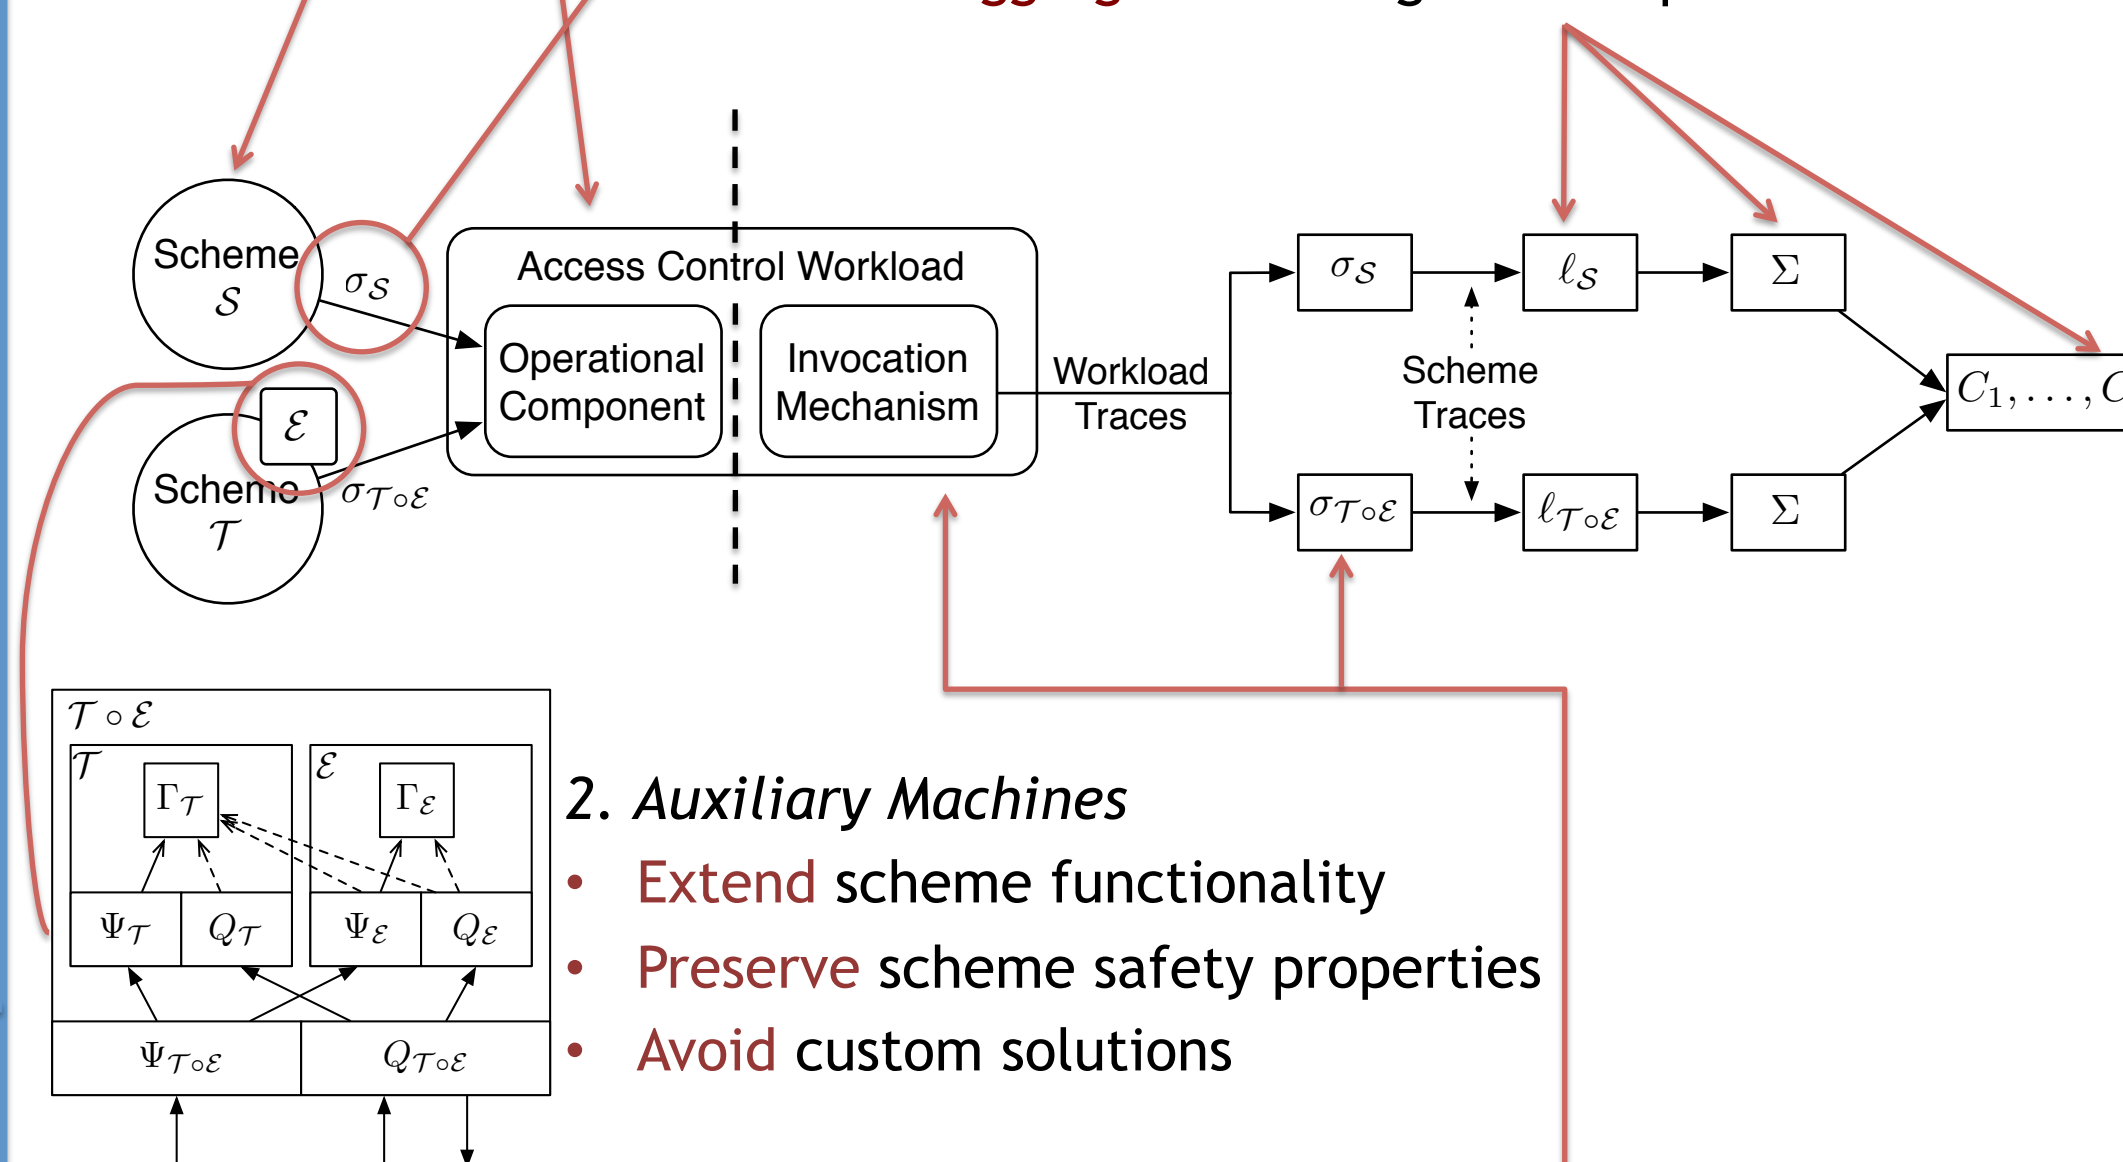 Scheme
𝒮
σ𝒮
Access Control Workload
Operational
Component
Invocation
Mechanism
Workload
Traces
σ𝒮
ℓ𝒮
Σ
Scheme
Traces
C₁, . . . , C
ℰ
Scheme
𝒯
σ𝒯∘ℰ
σ𝒯∘ℰ
ℓ𝒯∘ℰ
Σ
𝒯 ∘ ℰ
𝒯
ℰ
Γ𝒯
Γℰ
Ψ𝒯
Q𝒯
Ψℰ
Qℰ
Ψ𝒯∘ℰ
Q𝒯∘ℰ
2. Auxiliary Machines
• Extend scheme functionality
• Preserve scheme safety properties
• Avoid custom solutions